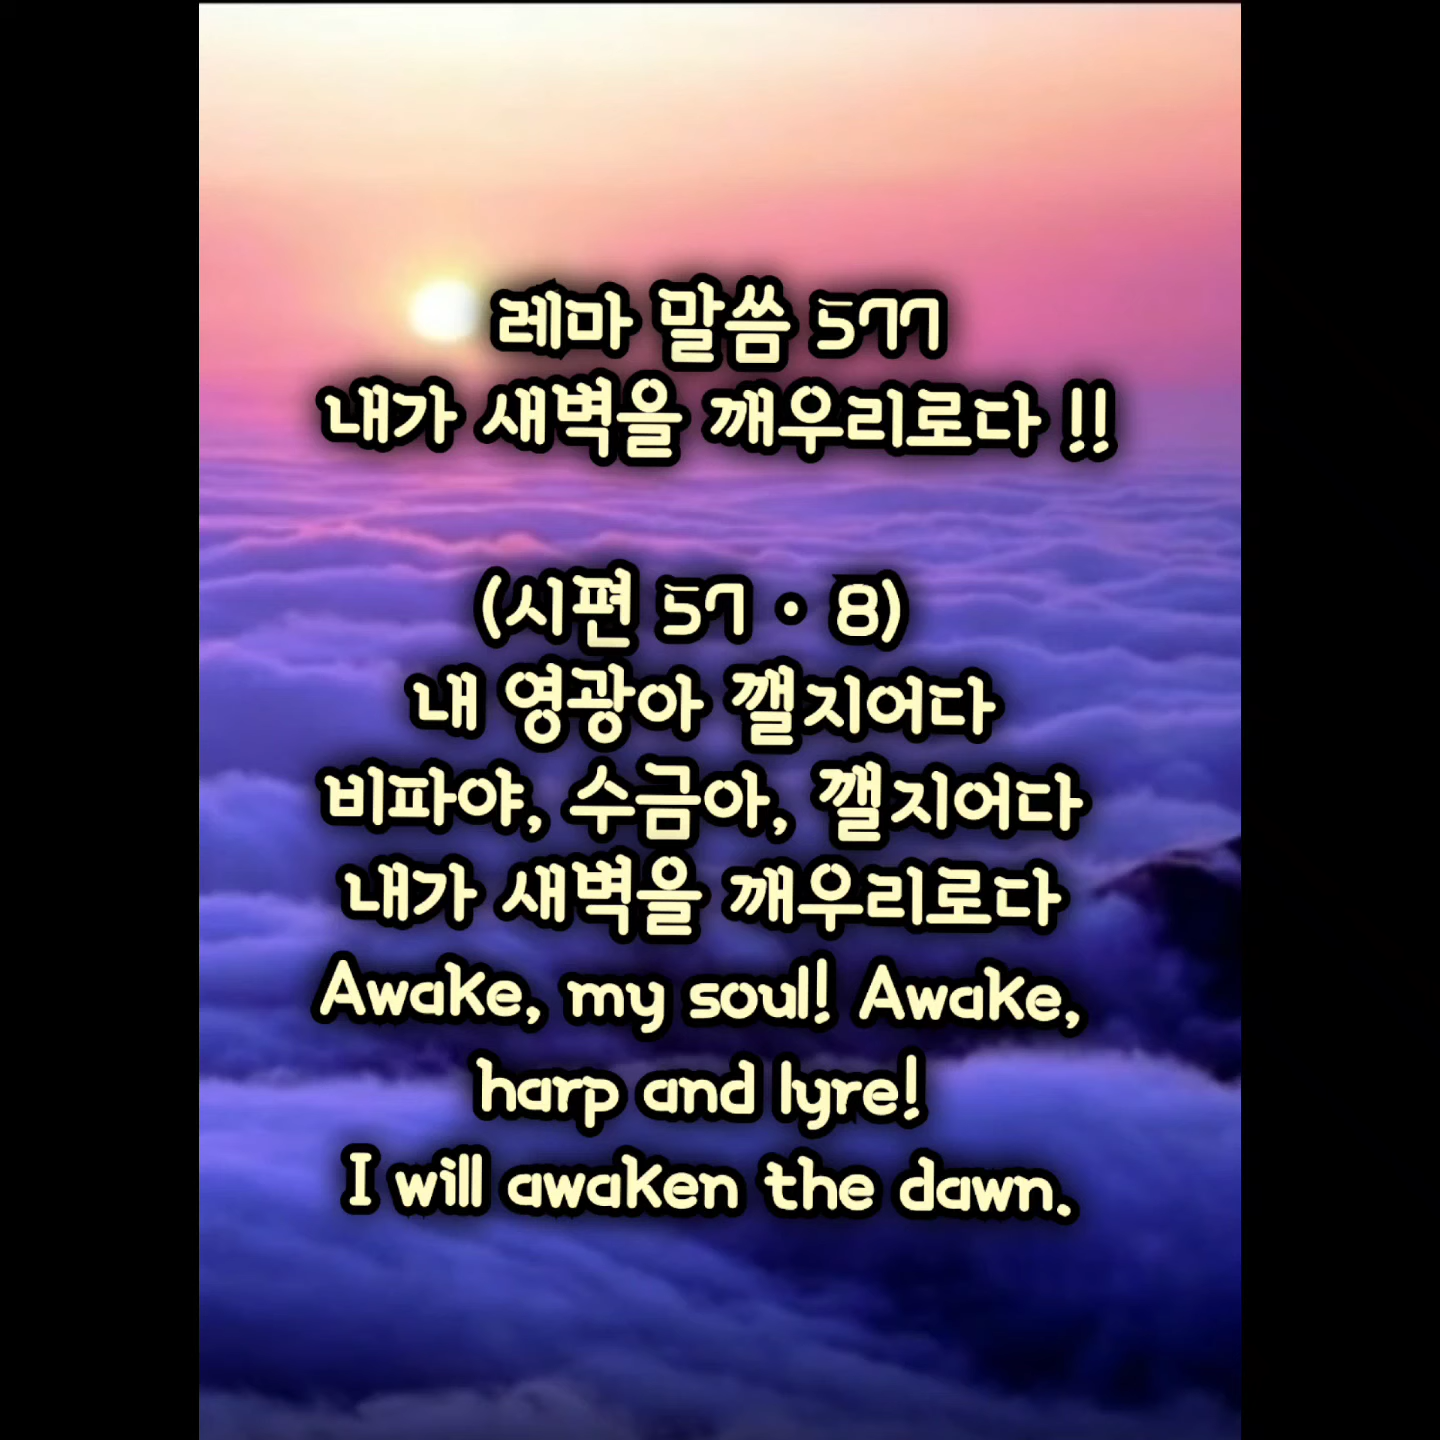 레마 말씀 577
내가 새벽을 깨우리로다 !!
(시편 57 • 8)
내 영광아 깰지어다
비파야, 수금아, 깰지어다
내가 새벽을 깨우리로다
Awake, my soul! Awake,
harp and lyre!
I will awaken the dawn.